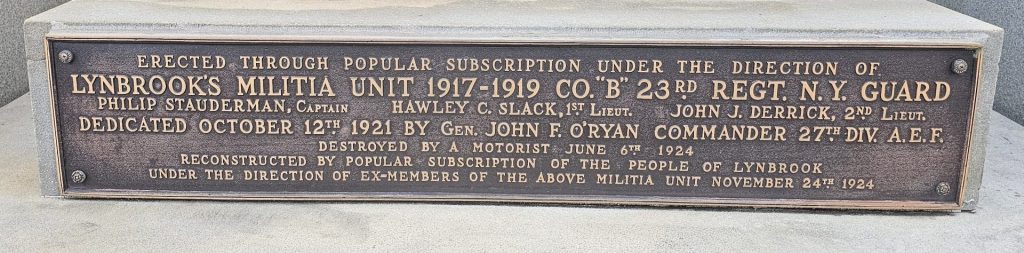 ERECTED THROUGH POPULAR SUBSCRIPTION UNDER THE DIRECTION OF
LYNBROOK'S MILITIA UNIT 1917-1919 CO. "B" 23RD REGT. N.Y. GUARD
PHILIP STAUDERMAN, CAPTAIN HAWLEY C. SLACK, 1ST LIEUT. JOHN J. DERRICK, 2ND LIEUT.
DEDICATED OCTOBER 12TH 1921 BY GEN. JOHN F. O'RYAN COMMANDER 27TH DIV. A.E.F.
DESTROYED BY A MOTORIST JUNE 6TH 1924
RECONSTRUCTED BY POPULAR SUBSCRIPTION OF THE PEOPLE OF LYNBROOK
UNDER THE DIRECTION OF EX-MEMBERS OF THE ABOVE MILITIA UNIT NOVEMBER 24TH 1924